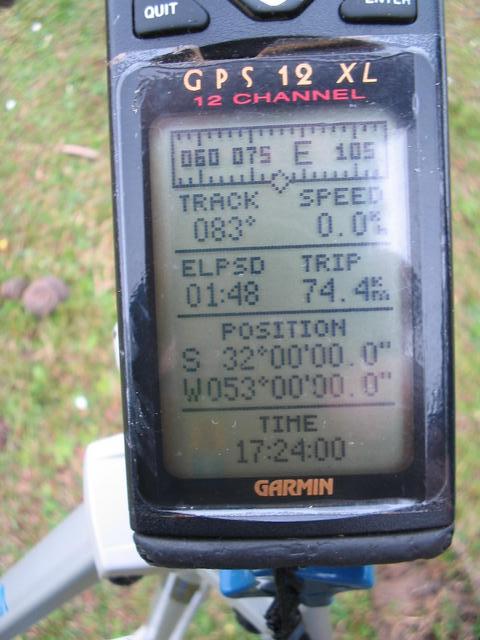 QUIT ENTER
GPS 12 XL
12 CHANNEL
060 075 E 105
TRACK SPEED
083° 0.0
ELPSD TRIP
01:48 74.4
POSITION
S 32°00'00.0"
W053°00'00.0"
TIME
17:24:00
GARMIN